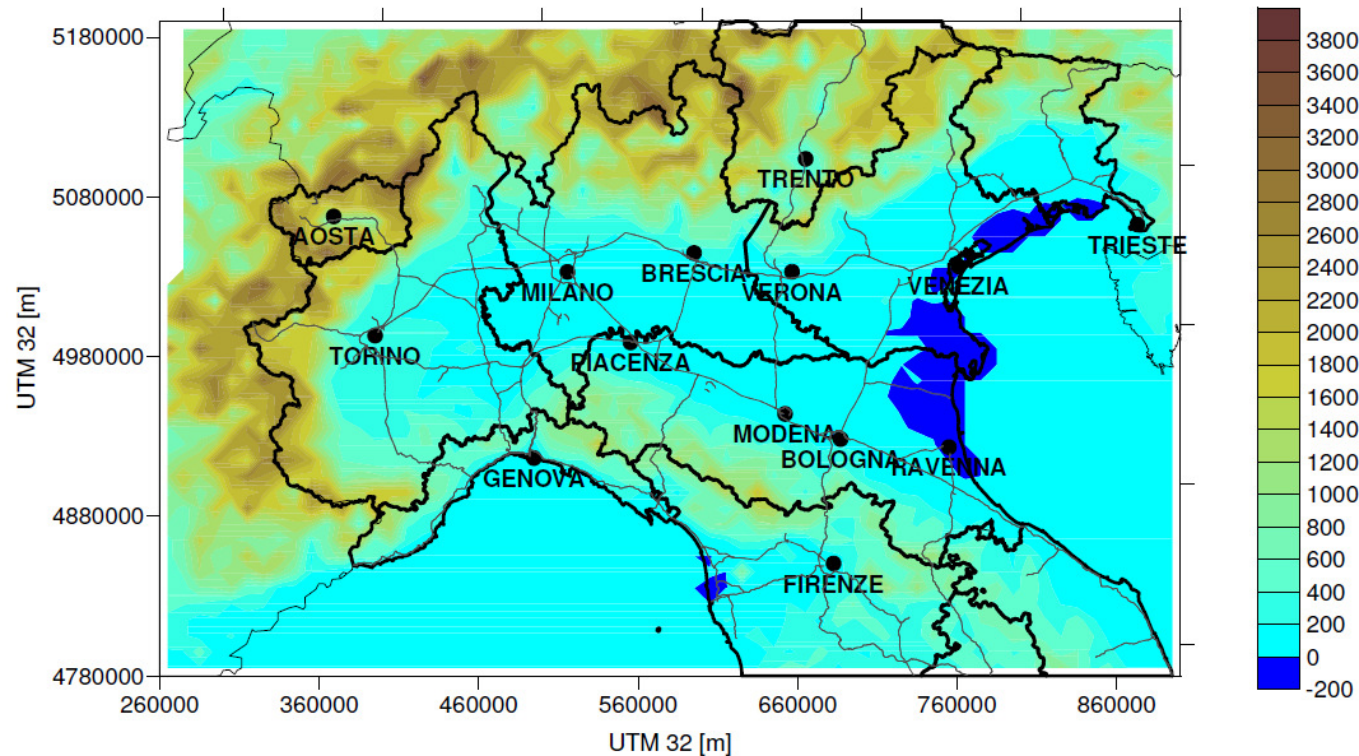 5180000
5080000
4980000
4880000
4780000
UTM 32 [m]
260000 360000 460000 560000 660000 760000 860000
UTM 32 [m]
TRENTO
AOSTA
TRIESTE
BRESCIA
MILANO
VERONA
VENEZIA
TORINO
PIACENZA
MODENA
BOLOGNA
RAVENNA
GENOVA
FIRENZE
3800
3600
3400
3200
3000
2800
2600
2400
2200
2000
1800
1600
1400
1200
1000
800
600
400
200
0
-200